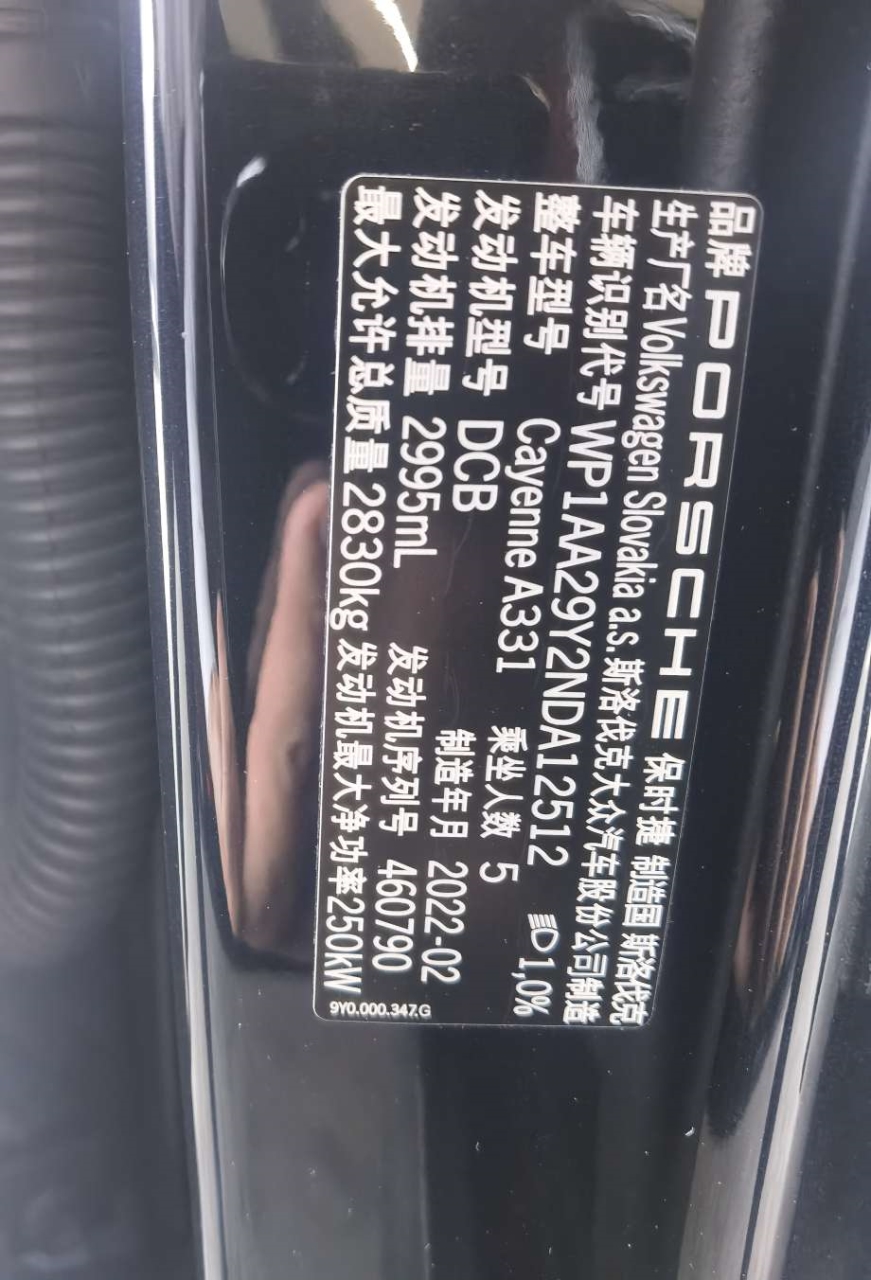 品牌 PORSCHE 保时捷 制造国 斯洛伐克
生产厂名 Volkswagen Slovakia a.s. 斯洛伐克大众汽车股份公司制造
车辆识别代号 WP1AA29Y2NDA12512
整车型号 Cayenne A331 乘坐人数 5 1,0%
发动机型号 DCB 制造年月 2022-02
发动机排量 2995mL 发动机序列号 460790
最大允许总质量 2830kg 发动机最大净功率250kW
9Y0.000.347.G